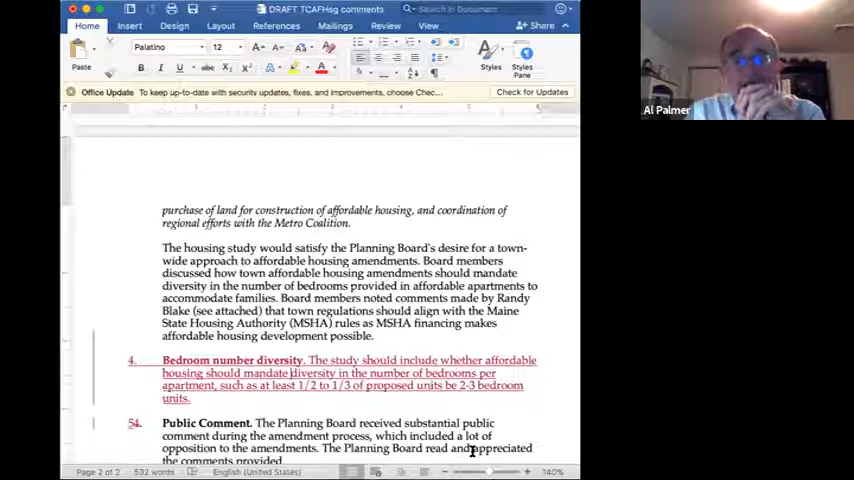 DRAFT TCAFHsg comments
Search in Document
Home Insert Design Layout References Mailings Review View Share
Paste
Palatino 12
Styles
Styles Pane
Office Update To keep up-to-date with security updates, fixes, and improvements, choose Chec...
Check for Updates
purchase of land for construction of affordable housing, and coordination of
regional efforts with the Metro Coalition.
The housing study would satisfy the Planning Board's desire for a town-
wide approach to affordable housing amendments. Board members
discussed how town affordable housing amendments should mandate
diversity in the number of bedrooms provided in affordable apartments to
accommodate families. Board members noted comments made by Randy
Blake (see attached) that town regulations should align with the Maine
State Housing Authority (MSHA) rules as MSHA financing makes
affordable housing development possible.
4. Bedroom number diversity. The study should include whether affordable
housing should mandate diversity in the number of bedrooms per
apartment, such as at least 1/2 to 1/3 of proposed units be 2-3 bedroom
units.
54. Public Comment. The Planning Board received substantial public
comment during the amendment process, which included a lot of
opposition to the amendments. The Planning Board read and appreciated
the comments provided.
Page 2 of 2 532 words English (United States) 140%
Al Palmer